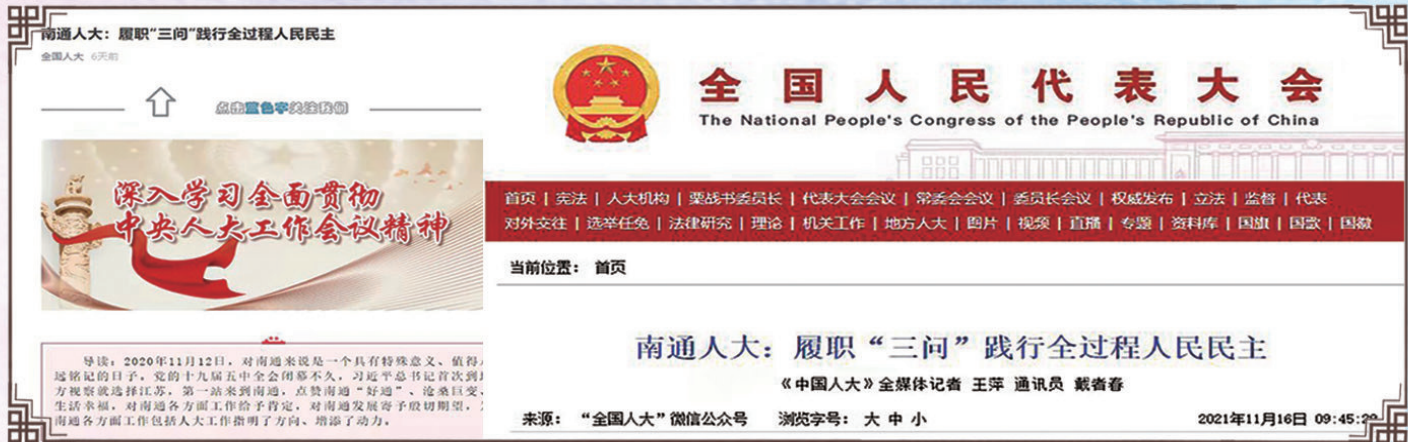 南通人大：履职“三问”践行全过程人民民主
全国人大 6天前
点击蓝色字关注我们
深入学习全面贯彻
中央人大工作会议精神
导读：2020年11月12日，对南通来说是一个具有特殊意义、值得
远铭记的日子。党的十九届五中全会闭幕不久，习近平总书记首次到
方视察就选择江苏，第一站来到南通，点赞南通“好通”、沧桑巨变、
生活幸福，对南通各方面工作给予肯定，对南通发展寄予殷切期望，
南通各方面工作包括人大工作指明了方向、增添了动力。
全国人民代表大会
The National People's Congress of the People's Republic of China
首页 | 宪法 | 人大机构 | 栗战书委员长 | 代表大会会议 | 常委会会议 | 委员长会议 | 权威发布 | 立法 | 监督 | 代表
对外交往 | 选举任免 | 法律研究 | 理论 | 机关工作 | 地方人大 | 图片 | 视频 | 直播 | 专题 | 资料库 | 国旗 | 国歌 | 国徽
当前位置： 首页
南通人大：履职“三问”践行全过程人民民主
《中国人大》全媒体记者 王萍 通讯员 戴者春
来源： “全国人大”微信公众号 浏览字号： 大 中 小 2021年11月16日 09:45:29